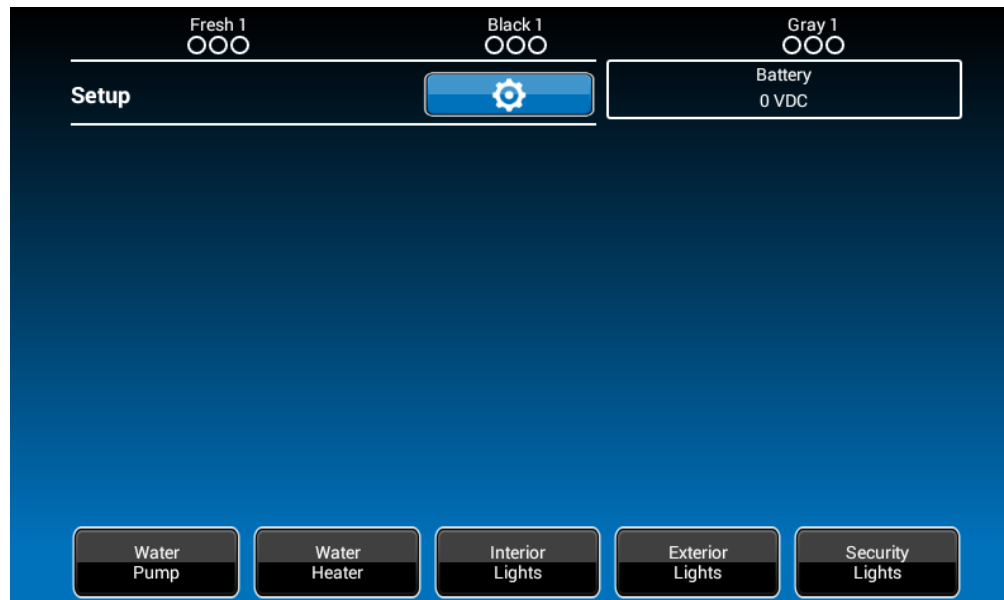 Fresh 1
Black 1
Gray 1
Setup
Battery
0 VDC
Water
Pump
Water
Heater
Interior
Lights
Exterior
Lights
Security
Lights